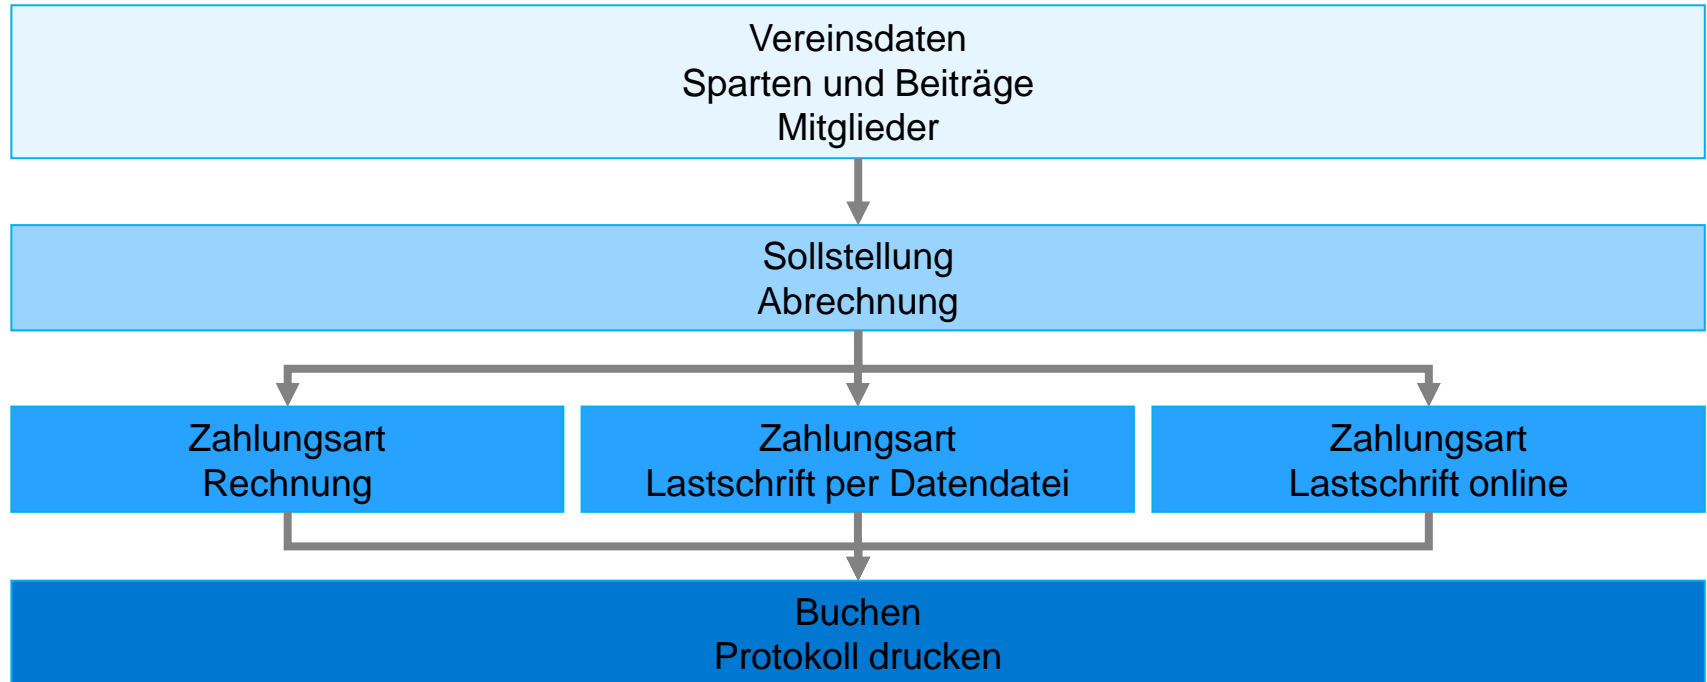 Vereinsdaten
Sparten und Beiträge
Mitglieder
Sollstellung
Abrechnung
Zahlungsart
Rechnung
Zahlungsart
Lastschrift per Datendatei
Zahlungsart
Lastschrift online
Buchen
Protokoll drucken